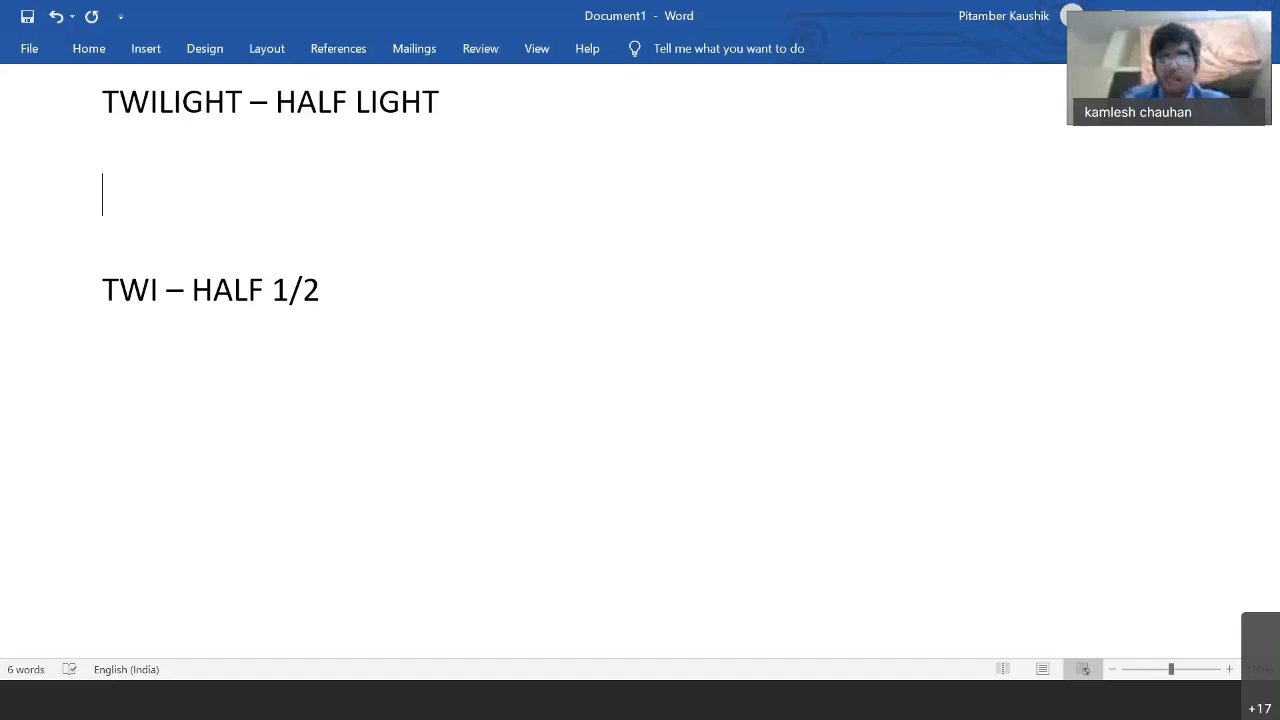 Document1 - Word
Pitamber Kaushik
File Home Insert Design Layout References Mailings Review View Help Tell me what you want to do
kamlesh chauhan
TWILIGHT – HALF LIGHT
TWI – HALF 1/2
6 words English (India)
+17